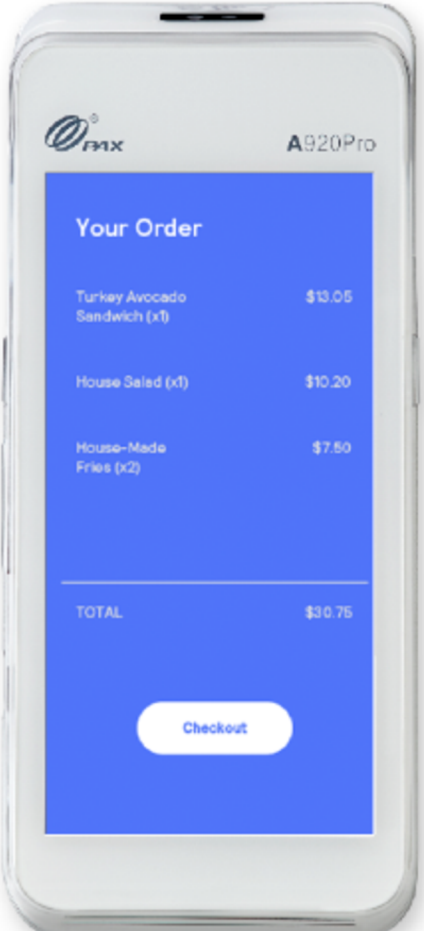 PAX
A920Pro
Your Order
Turkey Avocado $13.05
Sandwich (x1)
House Salad (x1) $10.20
House-Made $7.50
Fries (x2)
TOTAL $30.75
Checkout